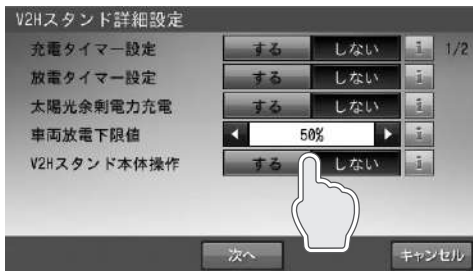 V2Hスタンド詳細設定
充電タイマー設定 する しない i 1/2
放電タイマー設定 する しない i
太陽光余剰電力充電 する しない i
車両放電下限値 50% i
V2Hスタンド本体操作 する しない i
次へ キャンセル